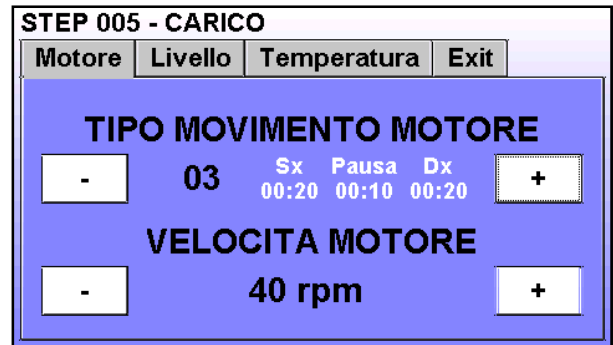 STEP 005 - CARICO
Motore Livello Temperatura Exit
TIPO MOVIMENTO MOTORE
Sx Pausa Dx
- 03 00:20 00:10 00:20 +
VELOCITA MOTORE
- 40 rpm +